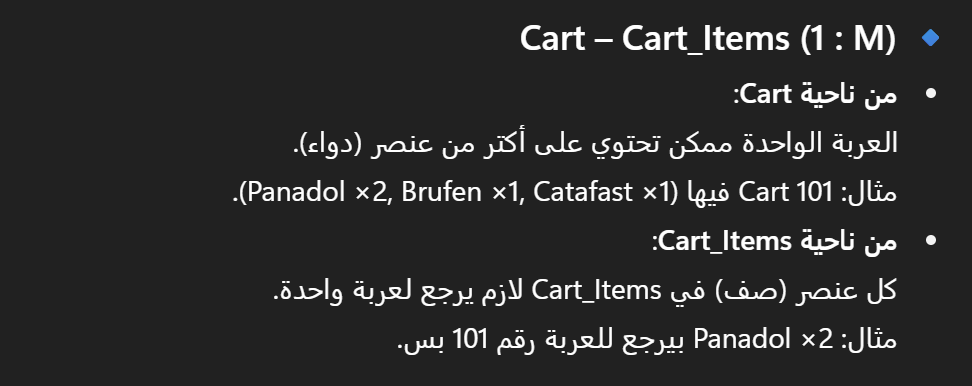 🔹 Cart – Cart_Items (1 : M)
• من ناحية Cart:
العربة الواحدة ممكن تحتوي على أكتر من عنصر (دواء).
مثال: Cart 101 فيها (Panadol ×2, Brufen ×1, Catafast ×1).
• من ناحية Cart_Items:
كل عنصر (صف) في Cart_Items لازم يرجع لعربة واحدة.
مثال: Panadol ×2 بيرجع للعربة رقم 101 بس.